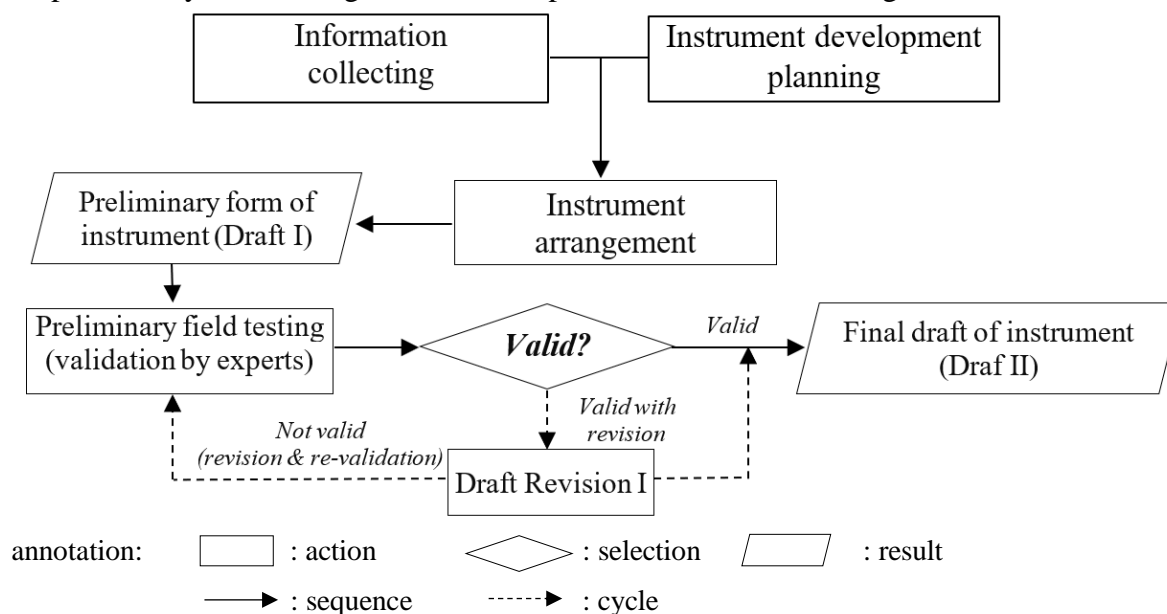 Information
collecting
Instrument development
planning
Preliminary form of
instrument (Draft I)
Instrument
arrangement
Preliminary field testing
(validation by experts)
Valid?
Valid
Final draft of instrument
(Draf II)
Not valid
(revision & re-validation)
Valid with
revision
Draft Revision I
annotation:
: action
: selection
: result
: sequence
: cycle